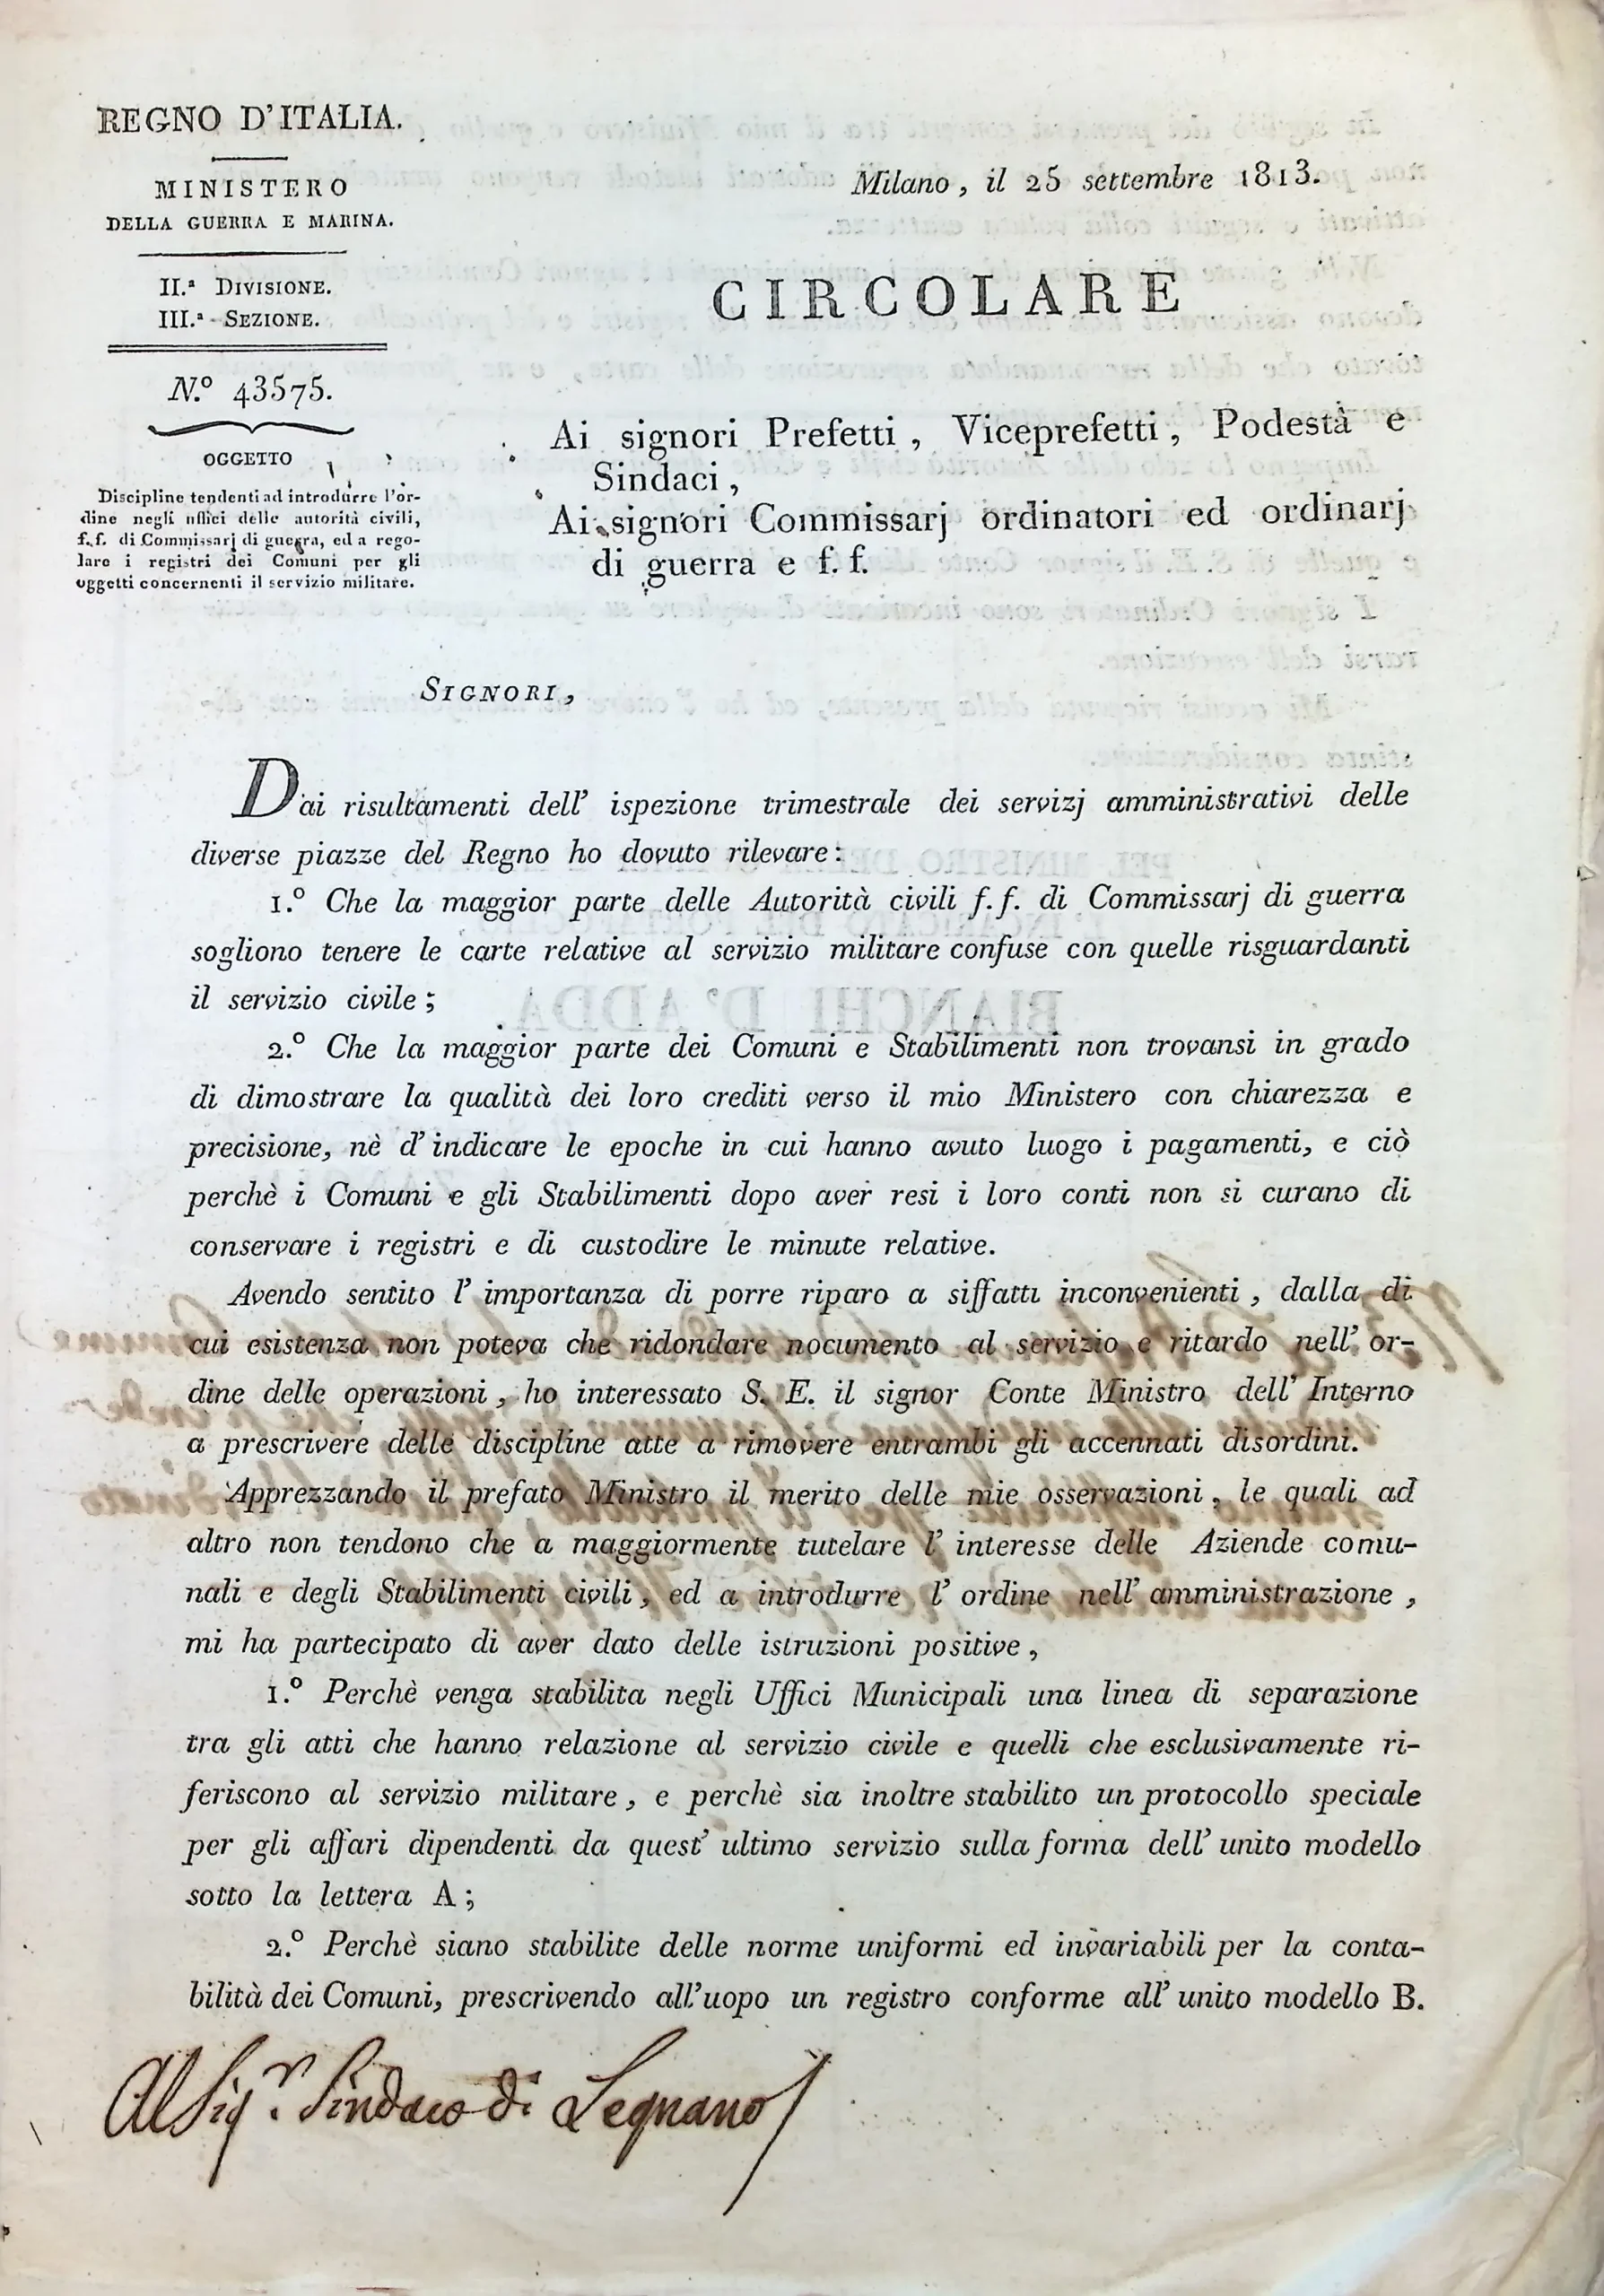 REGNO D'ITALIA.
MINISTERO
DELLA GUERRA E MARINA.
II.ª DIVISIONE.
III.ª SEZIONE.
N.º 43575.
OGGETTO
Discipline tendenti ad introdurre l'or-
dine negli uffici delle autorità civili,
f. f. di Commissarj di guerra, ed a rego-
lare i registri dei Comuni per gli
oggetti concernenti il servizio militare.
Milano, il 25 settembre 1813.
CIRCOLARE
Ai signori Prefetti, Viceprefetti, Podestà e
Sindaci,
Ai signori Commissarj ordinatori ed ordinarj
di guerra e f. f.
SIGNORI,
Dai risultamenti dell' ispezione trimestrale dei servizj amministrativi delle
diverse piazze del Regno ho dovuto rilevare:
1.º Che la maggior parte delle Autorità civili f. f. di Commissarj di guerra
sogliono tenere le carte relative al servizio militare confuse con quelle risguardanti
il servizio civile;
2.º Che la maggior parte dei Comuni e Stabilimenti non trovansi in grado
di dimostrare la qualità dei loro crediti verso il mio Ministero con chiarezza e
precisione, nè d' indicare le epoche in cui hanno avuto luogo i pagamenti, e ciò
perchè i Comuni e gli Stabilimenti dopo aver resi i loro conti non si curano di
conservare i registri e di custodire le minute relative.
Avendo sentito l' importanza di porre riparo a siffatti inconvenienti, dalla di
cui esistenza non poteva che ridondare nocumento al servizio e ritardo nell' or-
dine delle operazioni, ho interessato S. E. il signor Conte Ministro dell' Interno
a prescrivere delle discipline atte a rimovere entrambi gli accennati disordini.
Apprezzando il prefato Ministro il merito delle mie osservazioni, le quali ad
altro non tendono che a maggiormente tutelare l' interesse delle Aziende comu-
nali e degli Stabilimenti civili, ed a introdurre l' ordine nell' amministrazione,
mi ha partecipato di aver dato delle istruzioni positive,
1.º Perchè venga stabilita negli Uffici Municipali una linea di separazione
tra gli atti che hanno relazione al servizio civile e quelli che esclusivamente ri-
feriscono al servizio militare, e perchè sia inoltre stabilito un protocollo speciale
per gli affari dipendenti da quest' ultimo servizio sulla forma dell' unito modello
sotto la lettera A;
2.º Perchè siano stabilite delle norme uniformi ed invariabili per la conta-
bilità dei Comuni, prescrivendo all'uopo un registro conforme all' unito modello B.
Al Sig.r Sindaco di Legnano